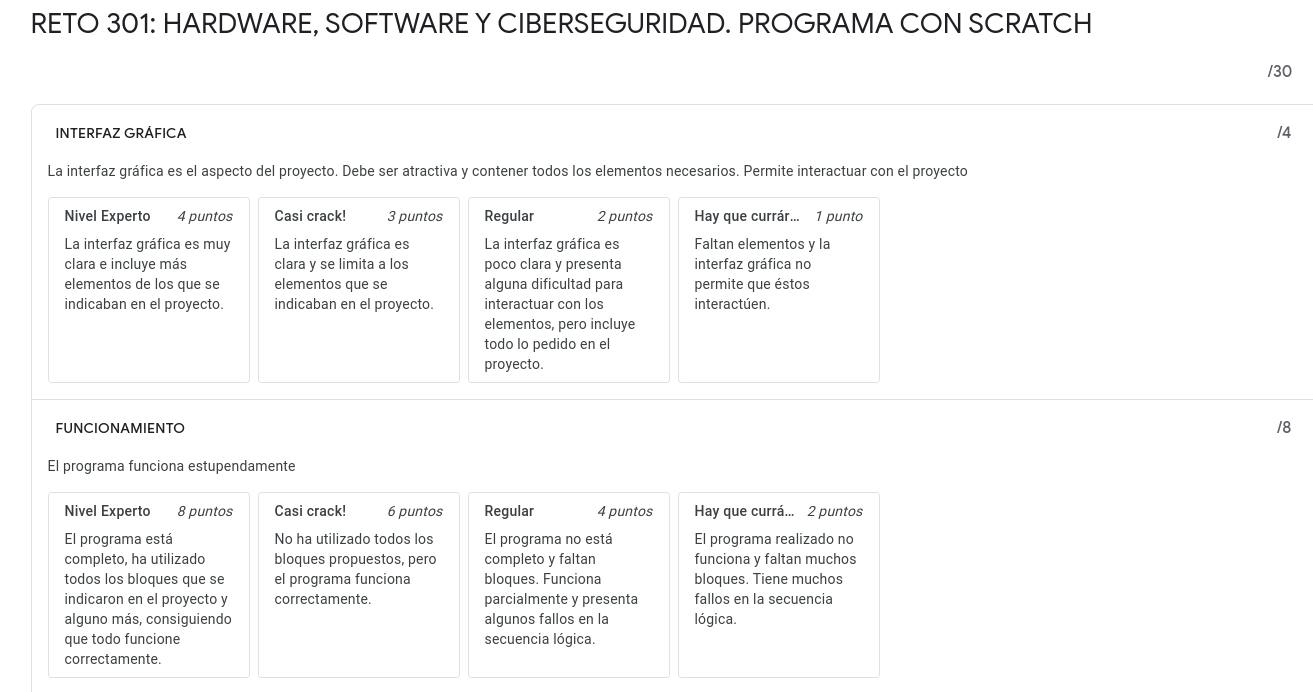 RETO 301: HARDWARE, SOFTWARE Y CIBERSEGURIDAD. PROGRAMA CON SCRATCH
/30
INTERFAZ GRÁFICA
/4
La interfaz gráfica es el aspecto del proyecto. Debe ser atractiva y contener todos los elementos necesarios. Permite interactuar con el proyecto
Nivel Experto 4 puntos
La interfaz gráfica es muy
clara e incluye más
elementos de los que se
indicaban en el proyecto.
Casi crack! 3 puntos
La interfaz gráfica es
clara y se limita a los
elementos que se
indicaban en el proyecto.
Regular 2 puntos
La interfaz gráfica es
poco clara y presenta
alguna dificultad para
interactuar con los
elementos, pero incluye
todo lo pedido en el
proyecto.
Hay que currár... 1 punto
Faltan elementos y la
interfaz gráfica no
permite que éstos
interactúen.
FUNCIONAMIENTO
/8
El programa funciona estupendamente
Nivel Experto 8 puntos
El programa está
completo, ha utilizado
todos los bloques que se
indicaron en el proyecto y
alguno más, consiguiendo
que todo funcione
correctamente.
Casi crack! 6 puntos
No ha utilizado todos los
bloques propuestos, pero
el programa funciona
correctamente.
Regular 4 puntos
El programa no está
completo y faltan
bloques. Funciona
parcialmente y presenta
algunos fallos en la
secuencia lógica.
Hay que currá... 2 puntos
El programa realizado no
funciona y faltan muchos
bloques. Tiene muchos
fallos en la secuencia
lógica.